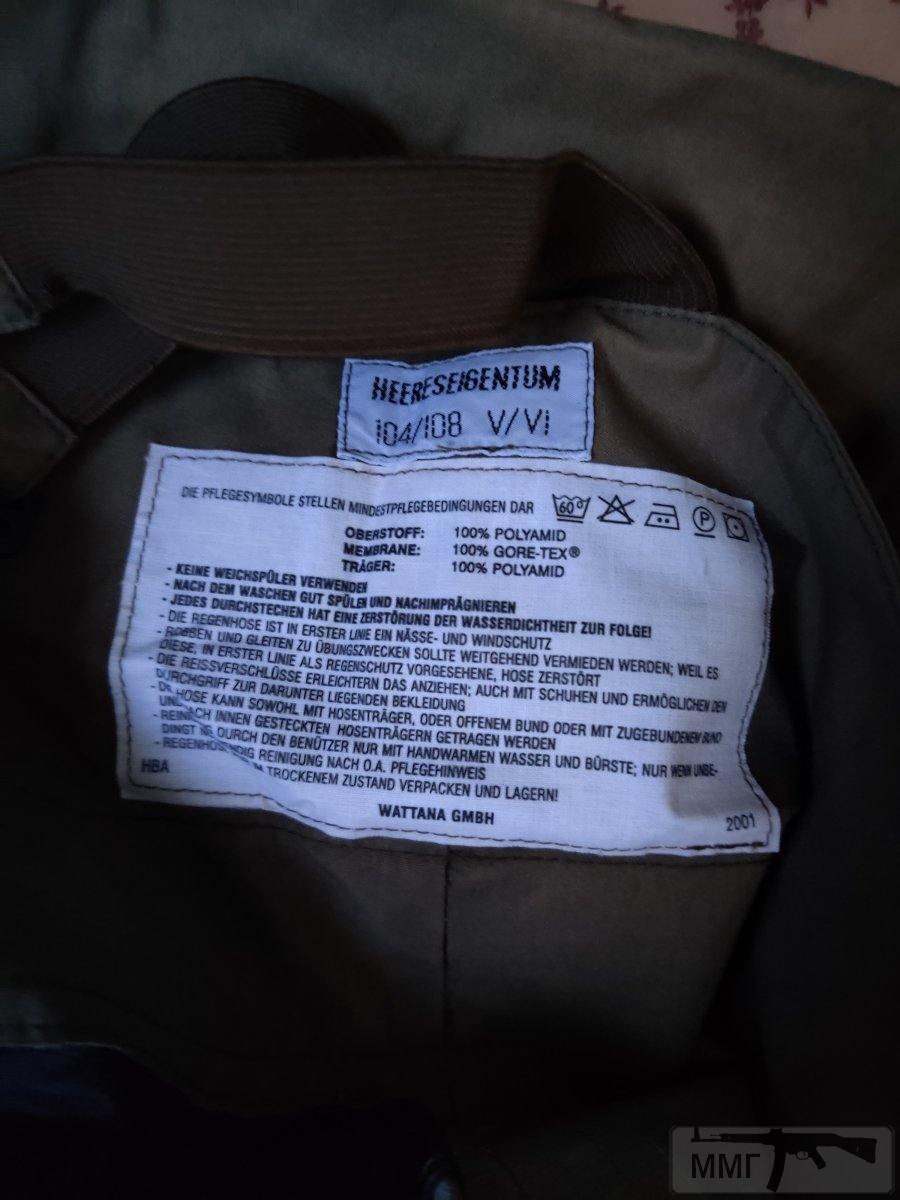 HEERESEIGENTUM
104/108 V/VI
DIE PFLEGESYMBOLE STELLEN MINDESTPFLEGEBEDINGUNGEN DAR 60° P
OBERSTOFF: 100% POLYAMID
MEMBRANE: 100% GORE-TEX®
TRÄGER: 100% POLYAMID
- KEINE WEICHSPÜLER VERWENDEN
- NACH DEM WASCHEN GUT SPÜLEN UND NACHIMPRÄGNIEREN
- JEDES DURCHSTECHEN HAT EINE ZERSTÖRUNG DER WASSERDICHTHEIT ZUR FOLGE!
- DIE REGENHOSE IST IN ERSTER LINIE EIN NÄSSE- UND WINDSCHUTZ
- ROBBEN UND GLEITEN ZU ÜBUNGSZWECKEN SOLLTE WEITGEHEND VERMIEDEN WERDEN; WEIL ES
DIESE, IN ERSTER LINIE ALS REGENSCHUTZ VORGESEHENE, HOSE ZERSTÖRT
- DIE REISSVERSCHLÜSSE ERLEICHTERN DAS ANZIEHEN; AUCH MIT SCHUHEN UND ERMÖGLICHEN DEN
DURCHGRIFF ZUR DARUNTER LIEGENDEN BEKLEIDUNG
- HOSE KANN SOWOHL MIT HOSENTRÄGER, ODER OFFENEM BUND ODER MIT ZUGEBUNDENEM BUND
INNEN GESTECKTEN HOSENTRÄGERN GETRAGEN WERDEN
- DURCH DEN BENÜTZER NUR MIT HANDWARMEN WASSER UND BÜRSTE; NUR WENN UNBE-
DINGT REINIGUNG NACH O.A. PFLEGEHINWEIS
- TROCKENEM ZUSTAND VERPACKEN UND LAGERN!
HBA
WATTANA GMBH
2001
ММГ